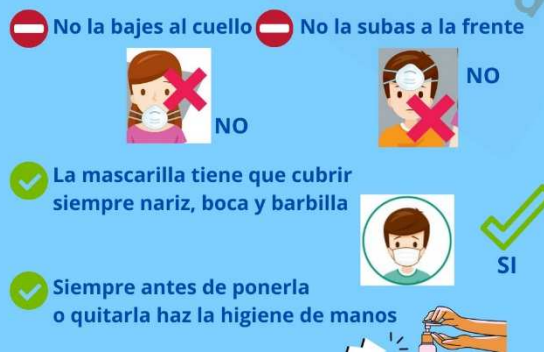 No la bajes al cuello
No la subas a la frente
NO
NO
La mascarilla tiene que cubrir
siempre nariz, boca y barbilla
SI
Siempre antes de ponerla
o quitarla haz la higiene de manos